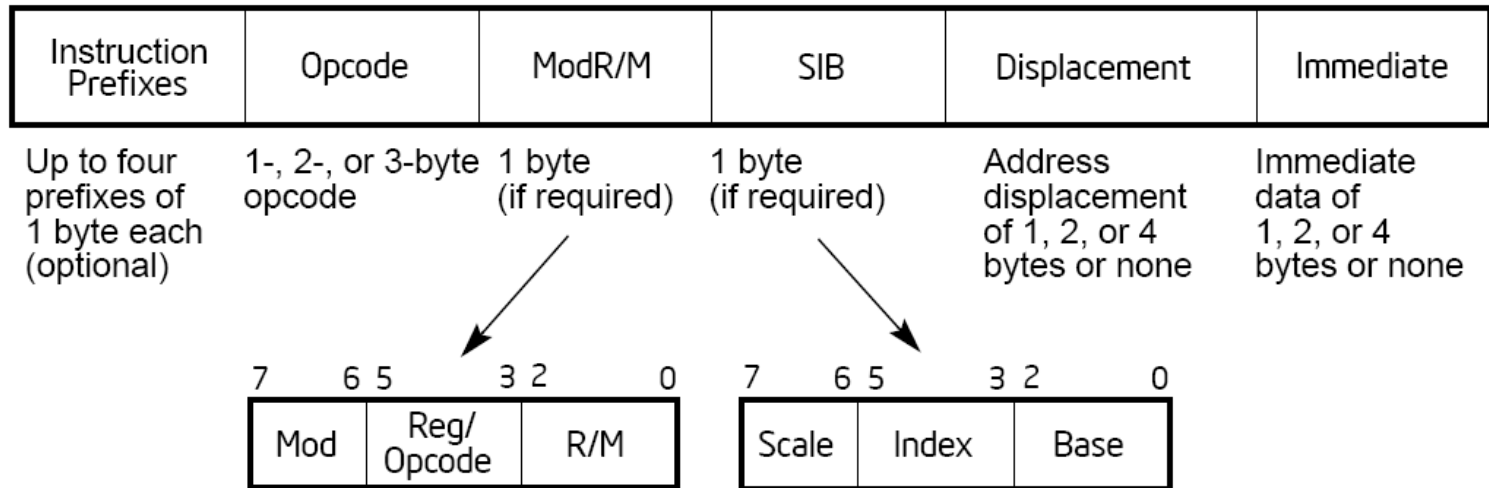 Instruction Prefixes
Opcode
ModR/M
SIB
Displacement
Immediate
Up to four
prefixes of
1 byte each
(optional)
1-, 2-, or 3-byte
opcode
1 byte
(if required)
1 byte
(if required)
Address
displacement
of 1, 2, or 4
bytes or none
Immediate
data of
1, 2, or 4
bytes or none
7 6 5 3 2 0
Mod
Reg/
Opcode
R/M
7 6 5 3 2 0
Scale
Index
Base